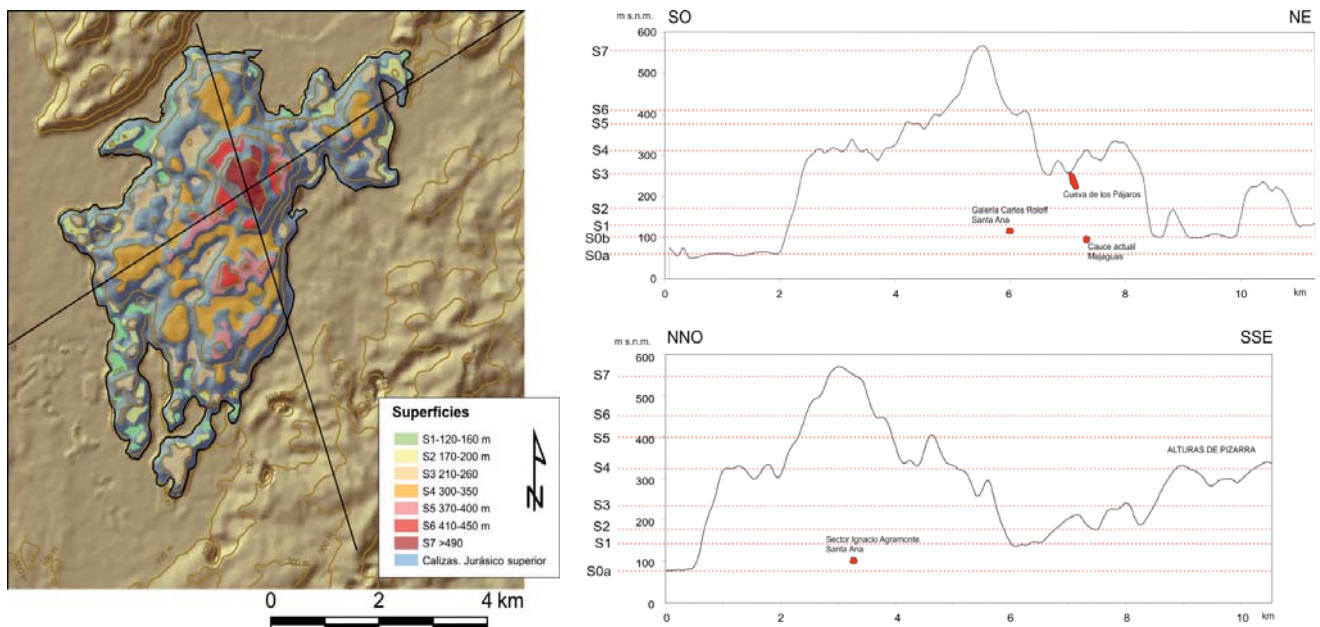 Superficies
S1-120-160 m
S2 170-200 m
S3 210-260
S4 300-350
S5 370-400 m
S6 410-450 m
S7 >490
Calizas. Jurásico superior
N
0 2 4 km
m s.n.m. SO NE
600
S7
500
S6
400
S5
S4
300
S3
Cueva de los Pájaros
200
S2
Galería Carlos Roloff
Santa Ana
S1
S0b
100
Cauce actual
Majaguas
S0a
0
0 2 4 6 8 10 km
NNO SSE
m s.n.m.
600
S7
500
S6
S5
400
ALTURAS DE PIZARRA
S4
300
S3
200
S2
S1
Sector Ignacio Agramonte
Santa Ana
100
S0a
0
0 2 4 6 8 10 km